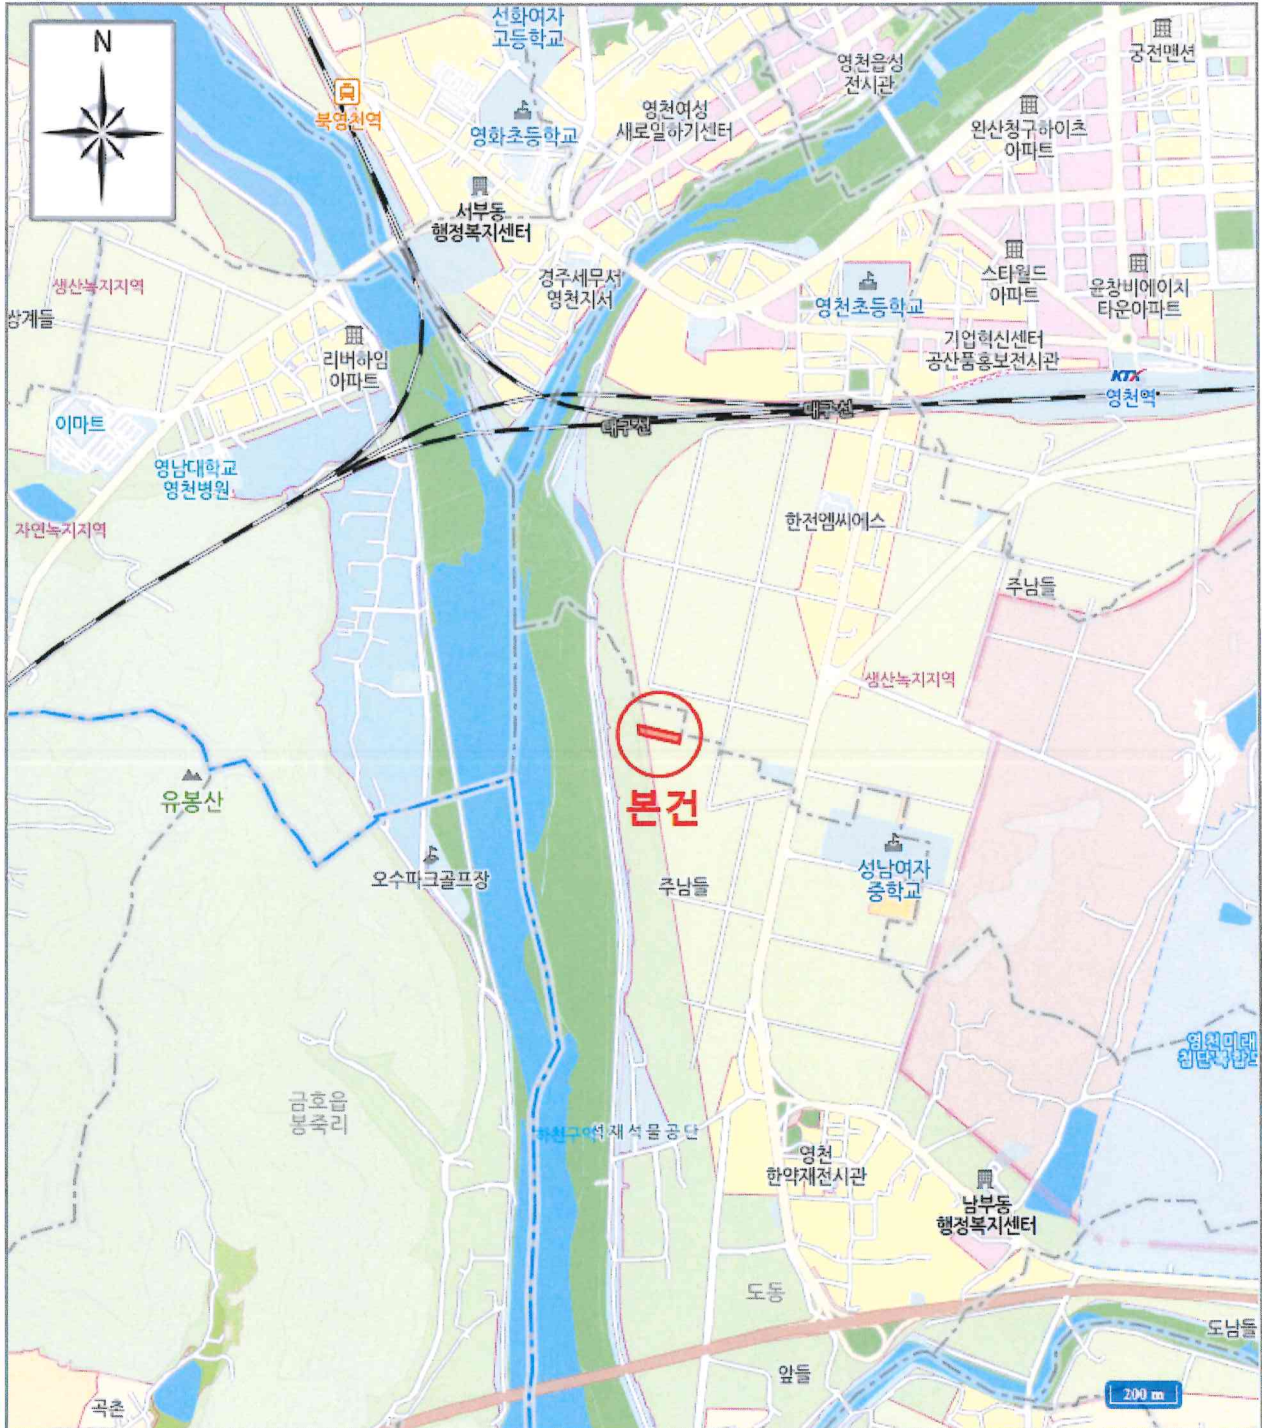 N
선화여자
고등학교
궁전맨션
영천읍성
전시관
북영천역
영화초등학교
영천여성
새로일하기센터
완산청구하이츠
아파트
서부동
행정복지센터
생산녹지지역
상계들
경주세무서
영천지서
영천초등학교
스타월드
아파트
윤창비에이치
타운아파트
리버하임
아파트
기업혁신센터
공산품홍보전시관
KTX
영천역
이마트
대구선
대구선
영남대학교
영천병원
자연녹지지역
한전엠씨에스
주남들
생산녹지지역
본건
유봉산
오수파크골프장
주남들
성남여자
중학교
금호읍
봉죽리
영천미래
하천구역
석재석물공단
영천
한약재전시관
남부동
행정복지센터
도동
도남들
앞들
곡촌
200 m